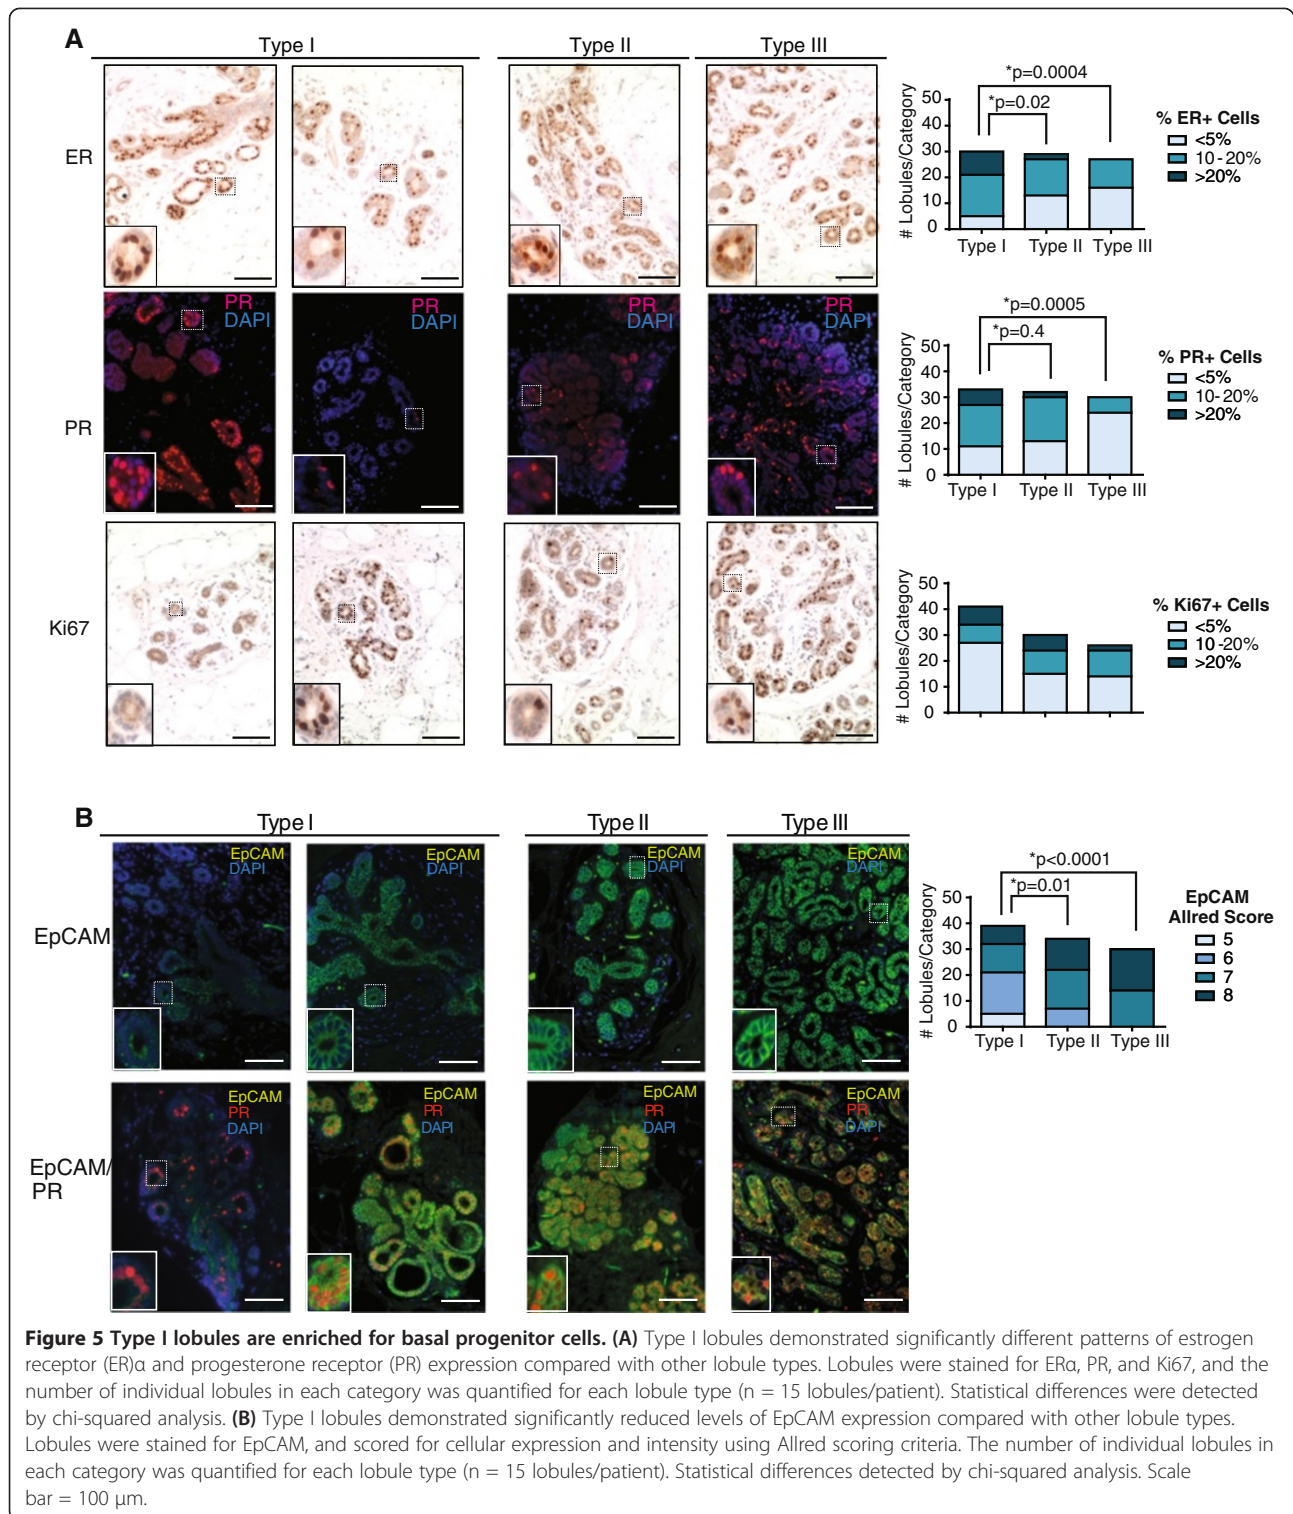 A
Type I
Type II
Type III
ER
*p=0.0004
*p=0.02
50
40
30
20
10
0
# Lobules/Category
Type I Type II Type III
% ER+ Cells
<5%
10-20%
>20%
PR
PR
DAPI
PR
DAPI
PR
DAPI
PR
DAPI
*p=0.0005
*p=0.4
50
40
30
20
10
0
# Lobules/Category
Type I Type II Type III
% PR+ Cells
<5%
10-20%
>20%
Ki67
50
40
30
20
10
0
# Lobules/Category
% Ki67+ Cells
<5%
10-20%
>20%
B
Type I
Type II
Type III
EpCAM
EpCAM
DAPI
EpCAM
DAPI
EpCAM
DAPI
EpCAM
DAPI
*p<0.0001
*p=0.01
50
40
30
20
10
0
# Lobules/Category
Type I Type II Type III
EpCAM
Allred Score
5
6
7
8
EpCAM/
PR
EpCAM
PR
DAPI
EpCAM
PR
DAPI
EpCAM
PR
DAPI
EpCAM
PR
DAPI
Figure 5 Type I lobules are enriched for basal progenitor cells. (A) Type I lobules demonstrated significantly different patterns of estrogen
receptor (ER)α and progesterone receptor (PR) expression compared with other lobule types. Lobules were stained for ERα, PR, and Ki67, and the
number of individual lobules in each category was quantified for each lobule type (n = 15 lobules/patient). Statistical differences were detected
by chi-squared analysis. (B) Type I lobules demonstrated significantly reduced levels of EpCAM expression compared with other lobule types.
Lobules were stained for EpCAM, and scored for cellular expression and intensity using Allred scoring criteria. The number of individual lobules in
each category was quantified for each lobule type (n = 15 lobules/patient). Statistical differences detected by chi-squared analysis. Scale
bar = 100 μm.